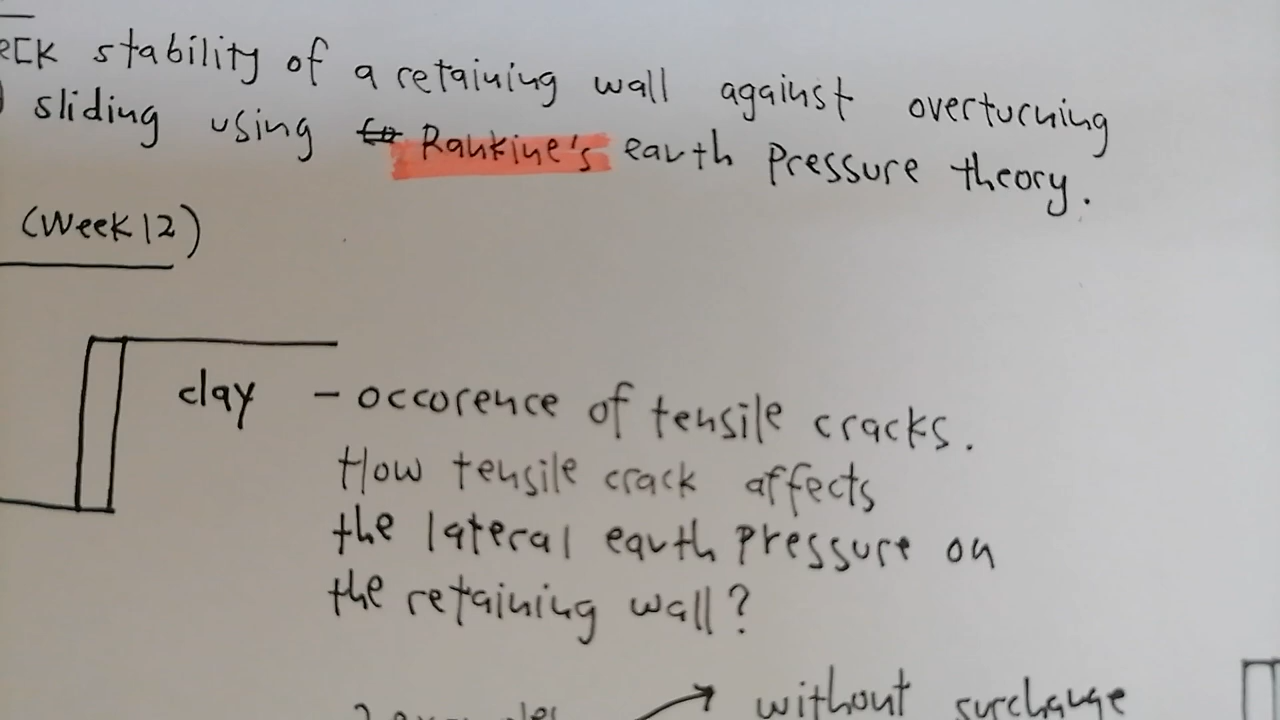 stability of a retaining wall against overturning
sliding using Rankine's earth pressure theory.
(Week 12)
clay - occorence of tensile cracks.
How tensile crack affects
the lateral earth pressure on
the retaining wall?
without surcharge